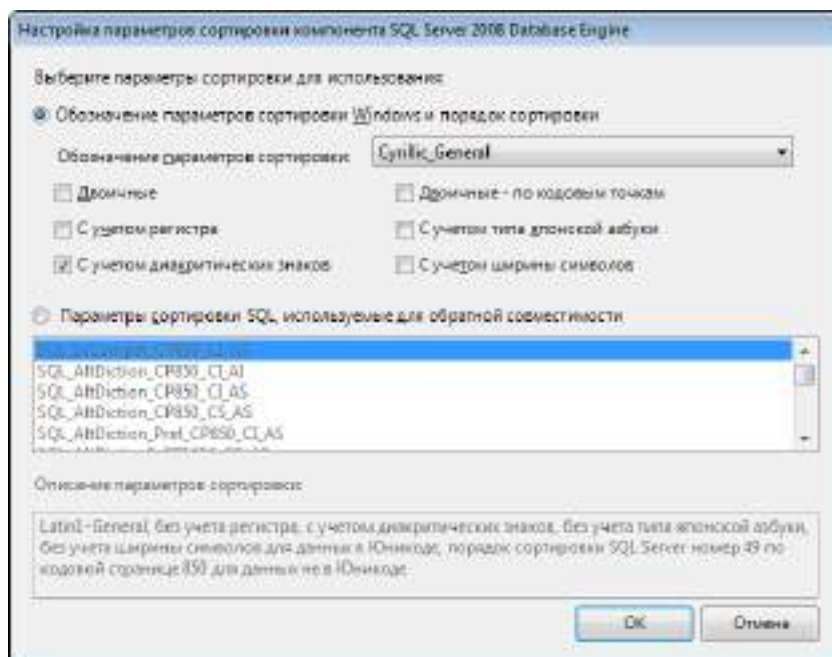 Настройка параметров сортировки компонента SQL Server 2008 Database Engine
Выберите параметры сортировки для использования:
Обозначение параметров сортировки Windows и порядок сортировки
Обозначение параметров сортировки:
Cyrillic_General
Двоичные
Двоичные - по кодовым точкам
С учетом регистра
С учетом типа японской азбуки
С учетом диакритических знаков
С учетом ширины символов
Параметры сортировки SQL, используемые для обратной совместимости
SQL_AltDiction_CP850_CI_AI
SQL_AltDiction_CP850_CI_AS
SQL_AltDiction_CP850_CS_AS
SQL_AltDiction_Pref_CP850_CI_AS
Описание параметров сортировки:
Latin1-General, без учета регистра, с учетом диакритических знаков, без учета типа японской азбуки,
без учета ширины символов для данных в Юникоде, порядок сортировки SQL Server номер 49 по
кодовой странице 850 для данных не в Юникоде
OK
Отмена